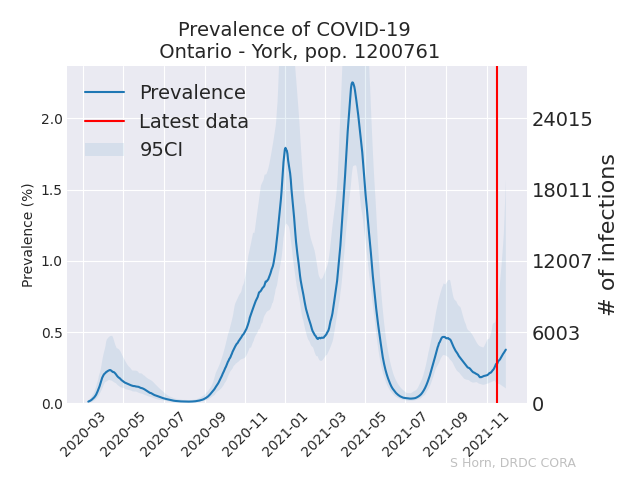 Prevalence of COVID-19
Ontario - York, pop. 1200761
Prevalence
Latest data
95CI
Prevalence (%)
2.0
1.5
1.0
0.5
0.0
24015
18011
12007
6003
0
# of infections
2020-03
2020-05
2020-07
2020-09
2020-11
2021-01
2021-03
2021-05
2021-07
2021-09
2021-11
S Horn, DRDC CORA